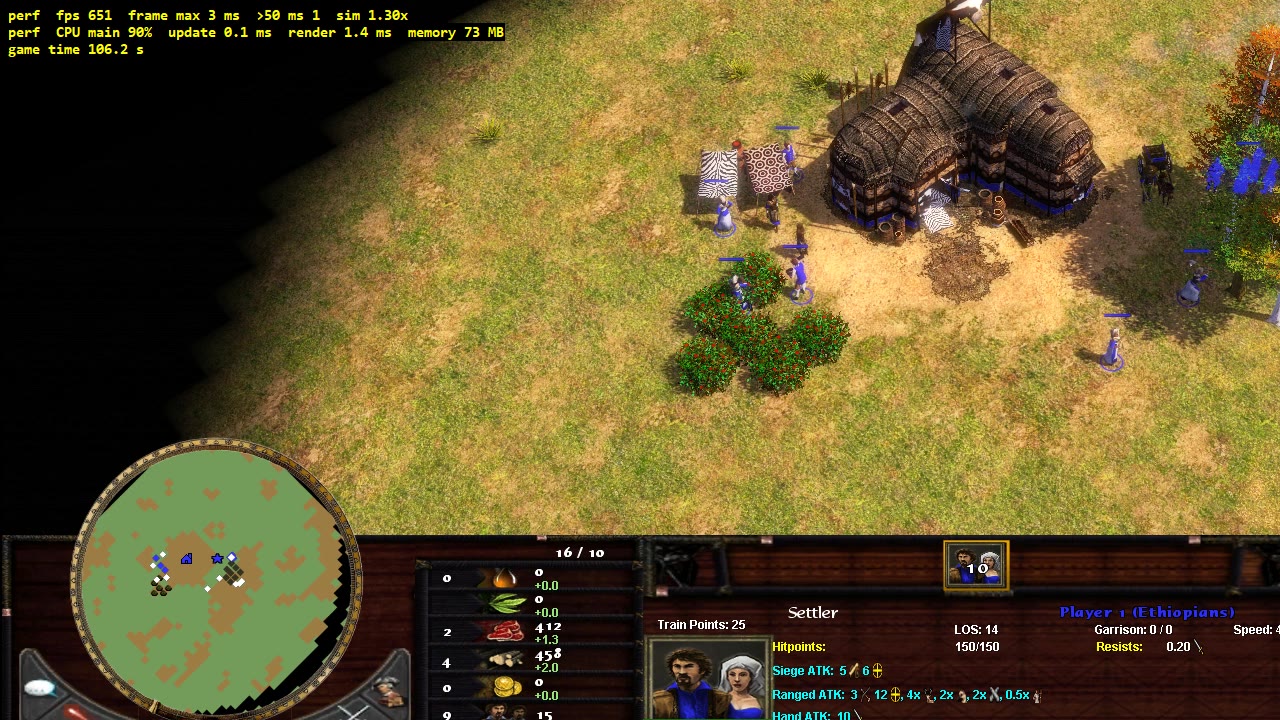 perf fps 651 frame max 3 ms >50 ms 1 sim 1.30x
perf CPU main 90% update 0.1 ms render 1.4 ms memory 73 MB
game time 106.2 s
16 / 10
0 0
+0.0
0
+0.0
2 412
+1.3
4 458
+2.0
0 0
+0.0
9 15
10
Settler
Player 1 (Ethiopians)
Train Points: 25
LOS: 14
Garrison: 0 / 0
Speed: 4
Hitpoints:
150/150
Resists: 0.20
Siege ATK: 5 6
Ranged ATK: 3 12 , 4x , 2x , 2x , 0.5x
Hand ATK: 10